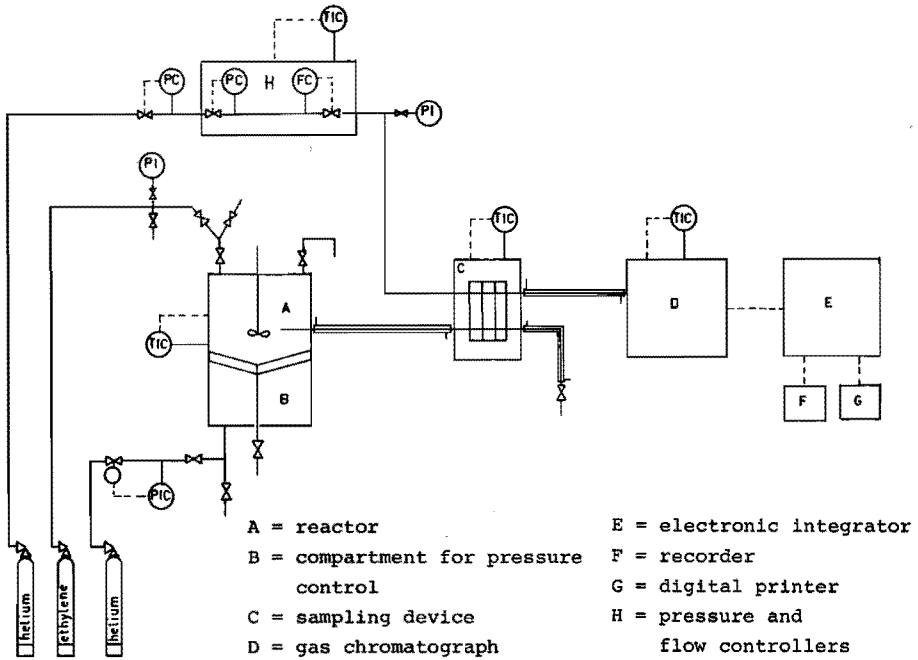 TIC
PC
PC
H
FC
PI
PI
TIC
TIC
C
A
D
E
TIC
B
F
G
PIC
helium
ethylene
helium
A = reactor
B = compartment for pressure
control
C = sampling device
D = gas chromatograph
E = electronic integrator
F = recorder
G = digital printer
H = pressure and
flow controllers